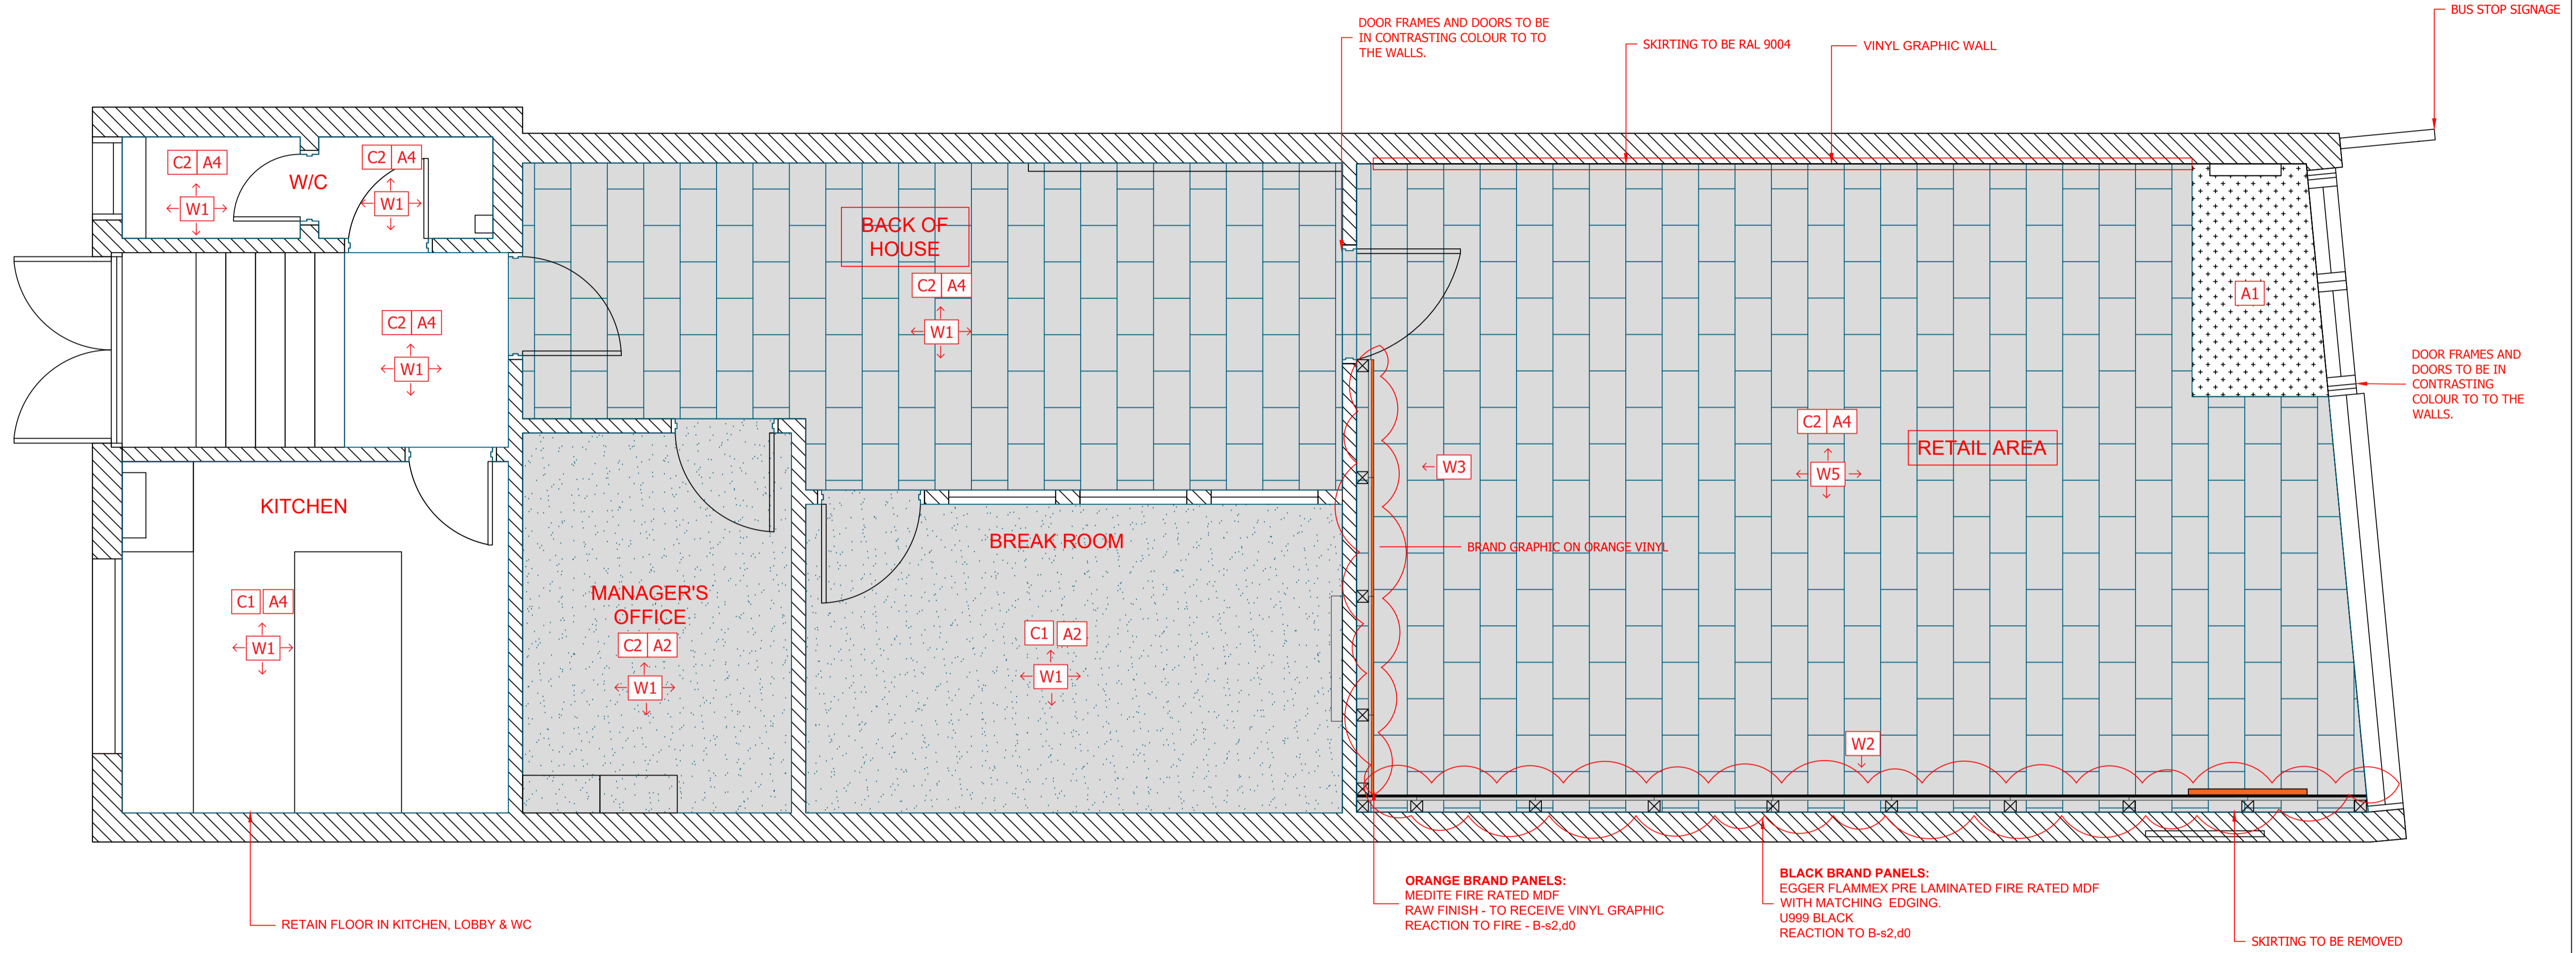 BUS STOP SIGNAGE
DOOR FRAMES AND DOORS TO BE
IN CONTRASTING COLOUR TO TO
THE WALLS.
SKIRTING TO BE RAL 9004
VINYL GRAPHIC WALL
C2 A4
W1
W/C
C2 A4
W1
BACK OF
HOUSE
C2 A4
W1
A1
C2 A4
W1
DOOR FRAMES AND
DOORS TO BE IN
CONTRASTING
COLOUR TO TO THE
WALLS.
C2 A4
W5
RETAIL AREA
W3
KITCHEN
C1 A4
W1
MANAGER'S
OFFICE
C2 A2
W1
BREAK ROOM
C1 A2
W1
BRAND GRAPHIC ON ORANGE VINYL
W2
ORANGE BRAND PANELS:
MEDITE FIRE RATED MDF
RAW FINISH - TO RECEIVE VINYL GRAPHIC
REACTION TO FIRE - B-s2,d0
BLACK BRAND PANELS:
EGGER FLAMMEX PRE LAMINATED FIRE RATED MDF
WITH MATCHING EDGING.
U999 BLACK
REACTION TO B-s2,d0
RETAIN FLOOR IN KITCHEN, LOBBY & WC
SKIRTING TO BE REMOVED